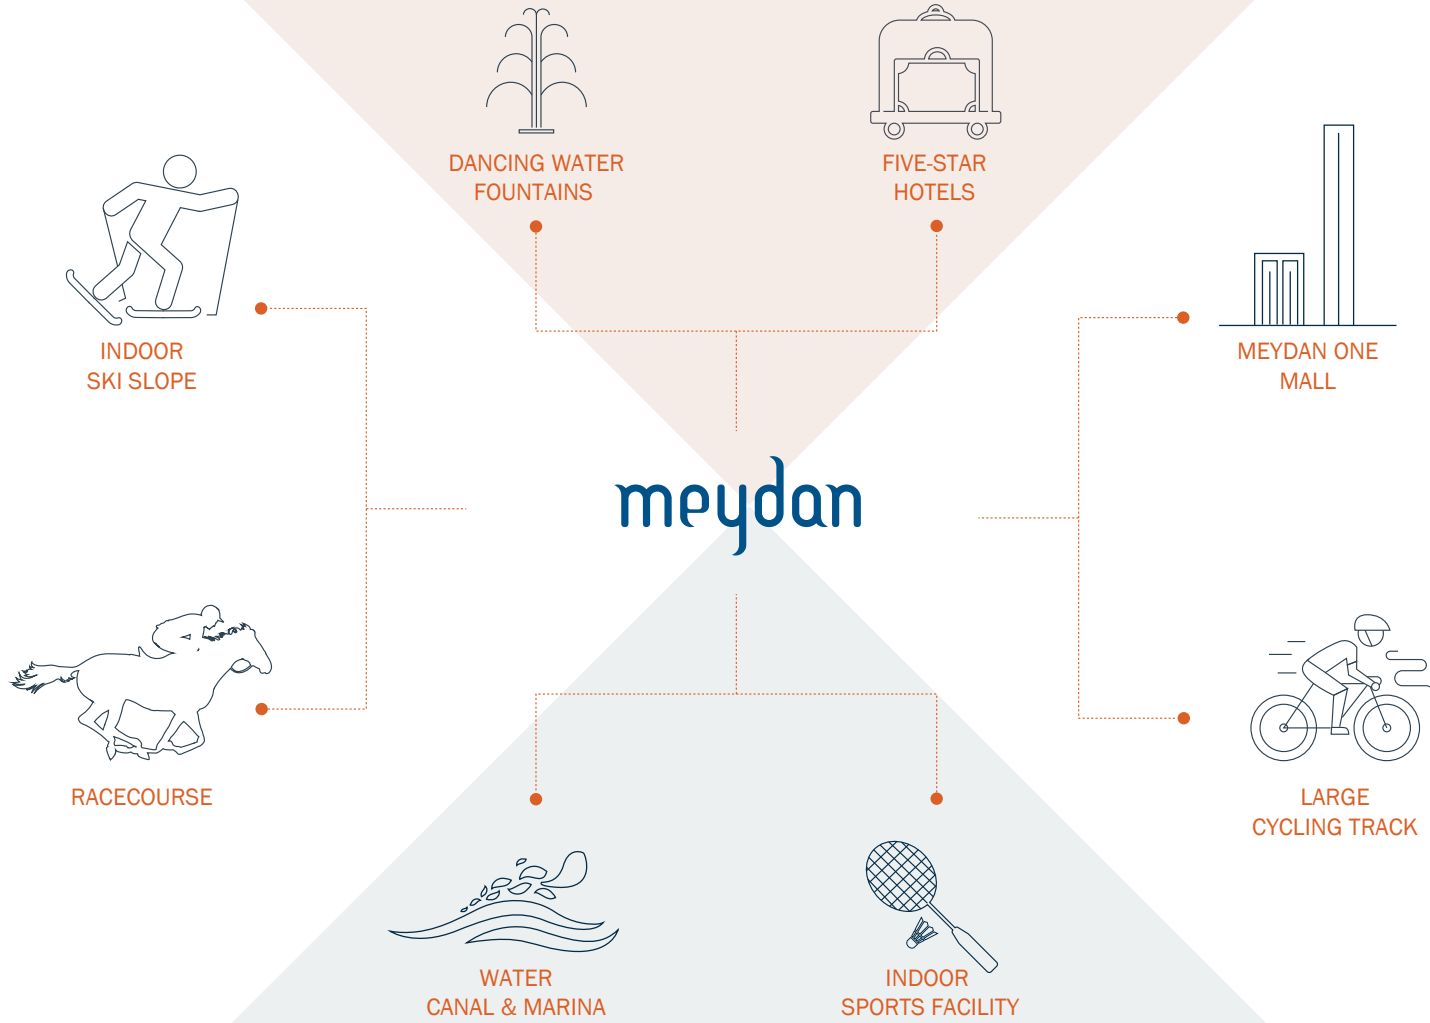 DANCING WATER
FOUNTAINS
FIVE-STAR
HOTELS
INDOOR
SKI SLOPE
MEYDAN ONE
MALL
meydan
RACECOURSE
LARGE
CYCLING TRACK
WATER
CANAL & MARINA
INDOOR
SPORTS FACILITY